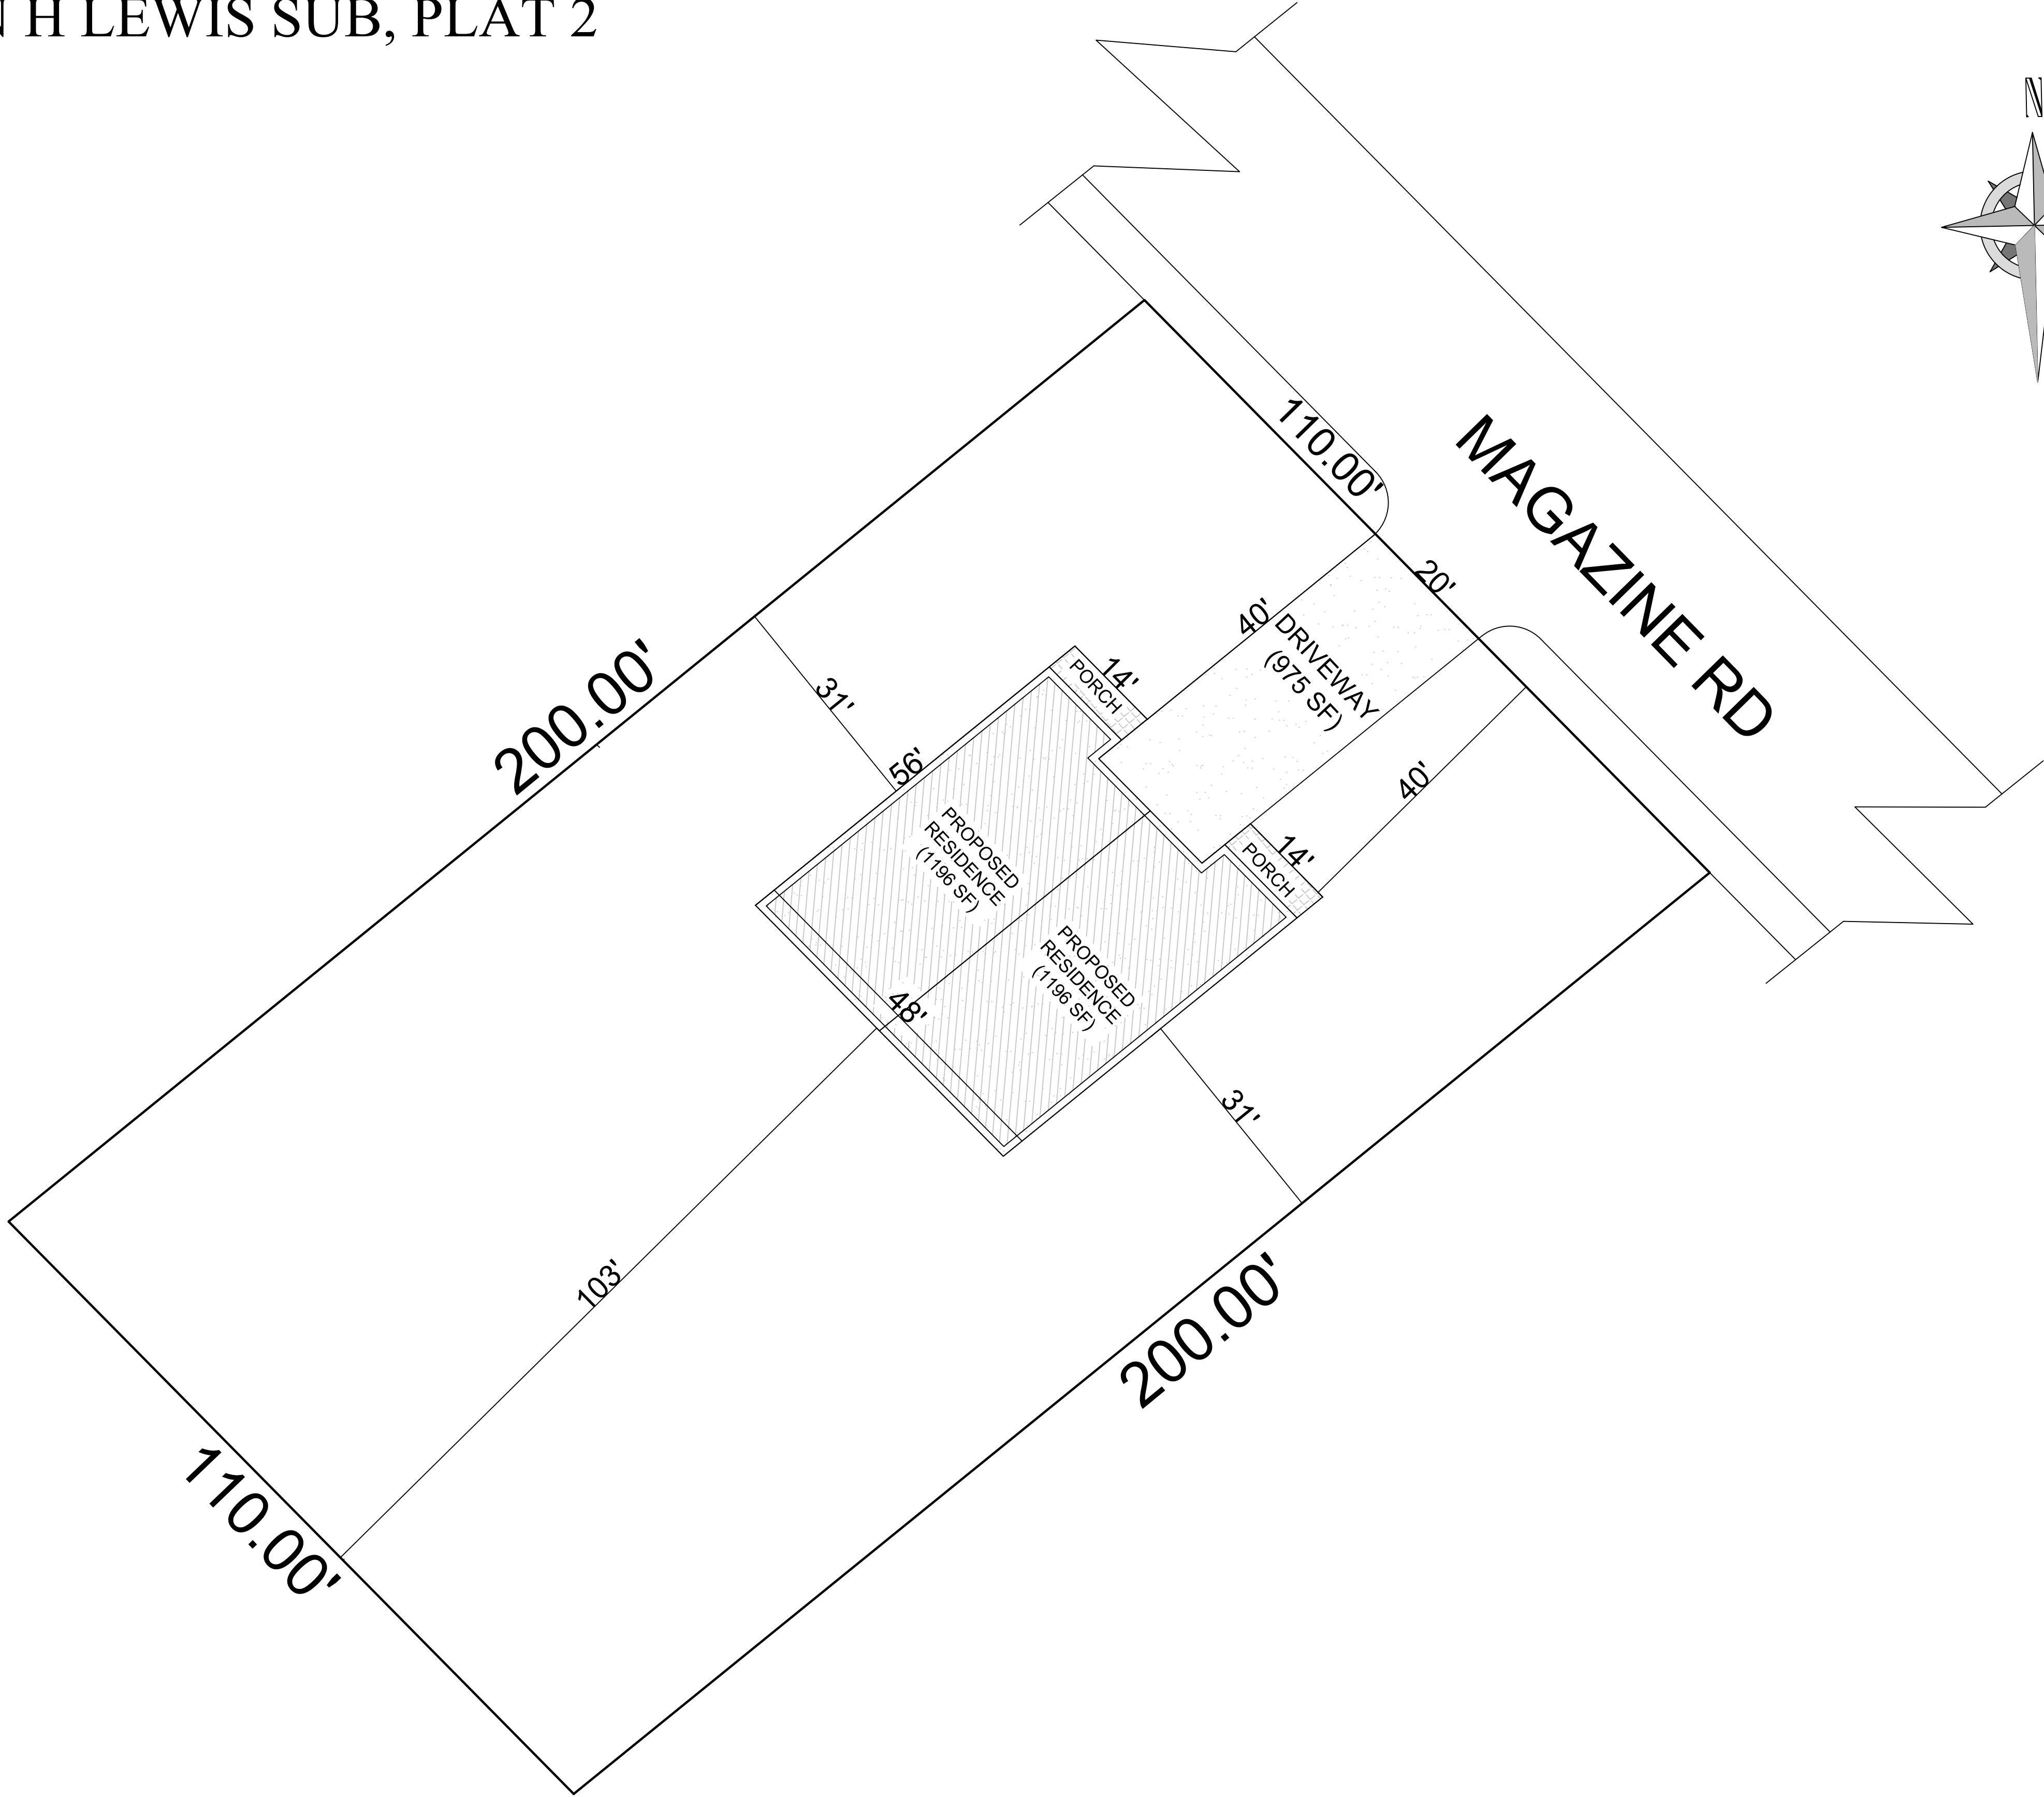 H LEWIS SUB, PLAT 2
N
MAGAZINE RD
110.00'
20'
40'
DRIVEWAY
(975 SF)
14'
PORCH
200.00'
31'
56'
40'
14'
PORCH
PROPOSED
RESIDENCE
(1196 SF)
PROPOSED
RESIDENCE
(1196 SF)
48'
31'
103'
200.00'
110.00'